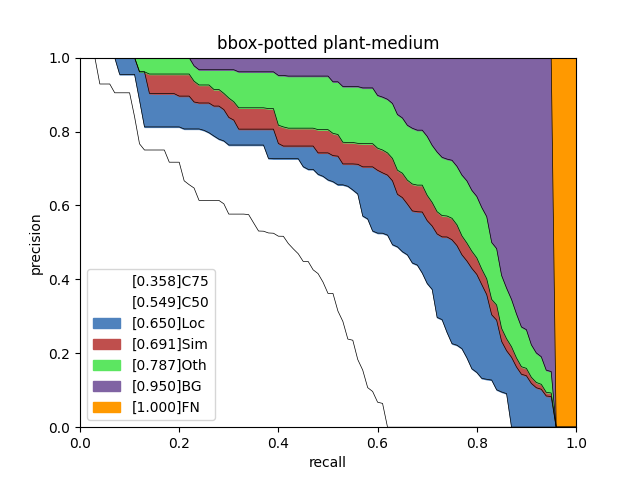 bbox-potted plant-medium
1.0
0.8
0.6
0.4
0.2
0.0
precision
[0.358]C75
[0.549]C50
[0.650]Loc
[0.691]Sim
[0.787]Oth
[0.950]BG
[1.000]FN
0.0 0.2 0.4 0.6 0.8 1.0
recall